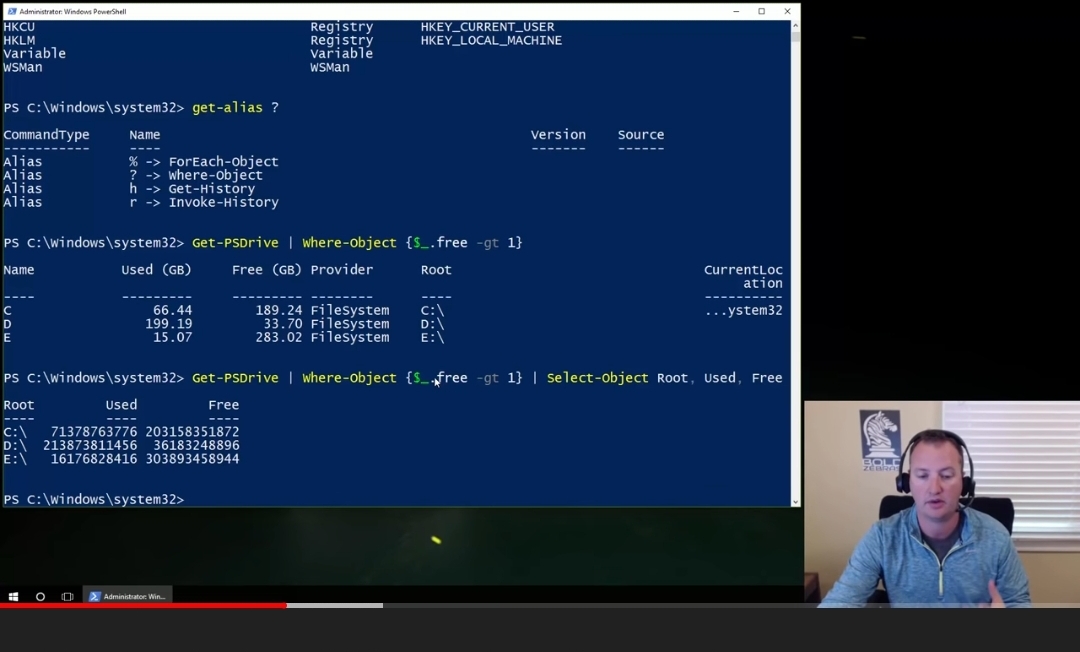 Administrator: Windows PowerShell
HKCU Registry HKEY_CURRENT_USER
HKLM Registry HKEY_LOCAL_MACHINE
Variable Variable
WSMan WSMan
PS C:\Windows\system32> get-alias ?
CommandType Name Version Source
----------- ---- ------- ------
Alias % -> ForEach-Object
Alias ? -> Where-Object
Alias h -> Get-History
Alias r -> Invoke-History
PS C:\Windows\system32> Get-PSDrive | Where-Object {$_.free -gt 1}
Name Used (GB) Free (GB) Provider Root CurrentLoc
ation
---- --------- --------- -------- ---- ----------
C 66.44 189.24 FileSystem C:\ ...ystem32
D 199.19 33.70 FileSystem D:\
E 15.07 283.02 FileSystem E:\
PS C:\Windows\system32> Get-PSDrive | Where-Object {$_.free -gt 1} | Select-Object Root, Used, Free
Root Used Free
---- ---- ----
C:\ 71378763776 203158351872
D:\ 213873811456 36183248896
E:\ 16176828416 303893458944
PS C:\Windows\system32>
BOLD
ZEBRAS
Administrator: Win...